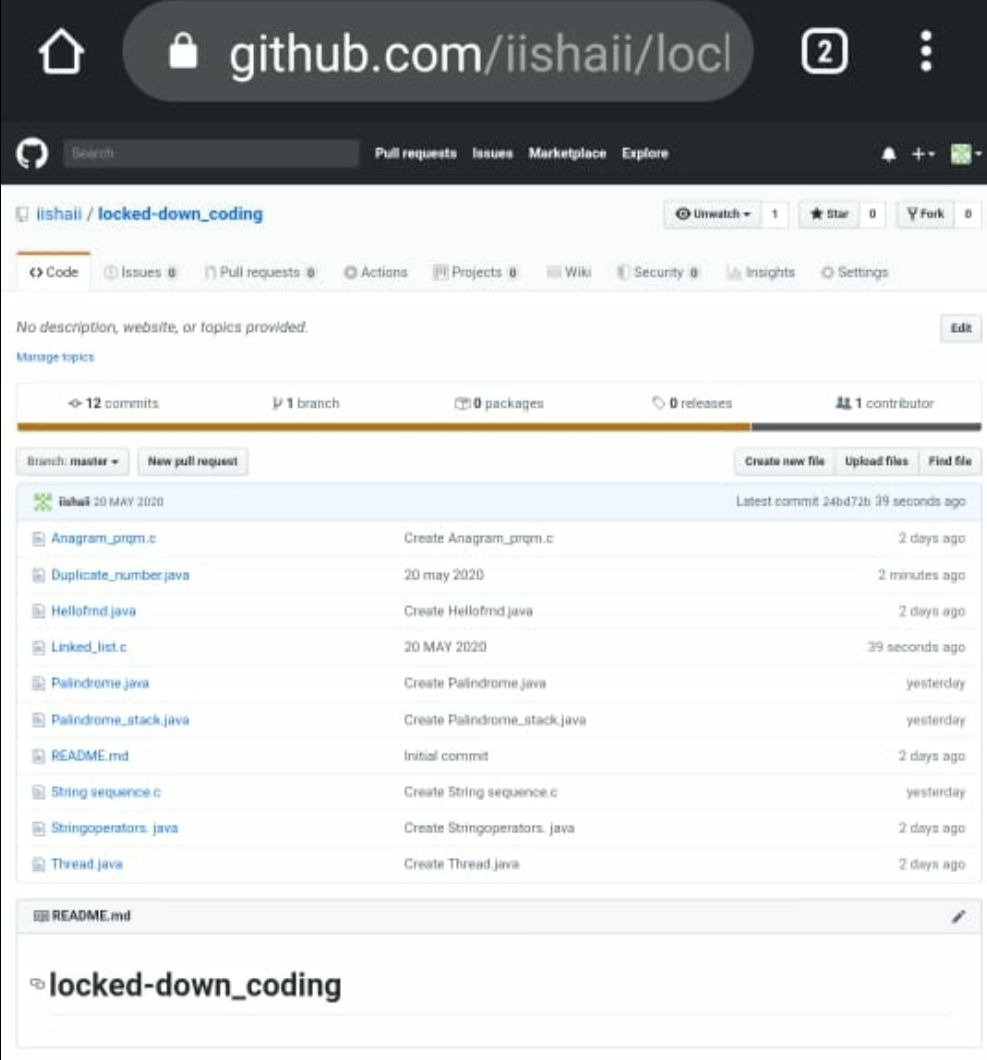 github.com/iishaii/locl
2
Search Pull requests Issues Marketplace Explore
iishaii / locked-down_coding Unwatch 1 Star 0 Fork 0
Code Issues 0 Pull requests 0 Actions Projects 0 Wiki Security 0 Insights Settings
No description, website, or topics provided. Edit
Manage topics
12 commits 1 branch 0 packages 0 releases 1 contributor
Branch: master New pull request Create new file Upload files Find file
iishaii 20 MAY 2020 Latest commit 24bd72b 39 seconds ago
Anagram_prqm.c Create Anagram_prqm.c 2 days ago
Duplicate_number.java 20 may 2020 2 minutes ago
Hellofrnd.java Create Hellofrnd.java 2 days ago
Linked_list.c 20 MAY 2020 39 seconds ago
Palindrome.java Create Palindrome.java yesterday
Palindrome_stack.java Create Palindrome_stack.java yesterday
README.md Initial commit 2 days ago
String sequence.c Create String sequence.c yesterday
Stringoperators. java Create Stringoperators. java 2 days ago
Thread.java Create Thread.java 2 days ago
README.md
locked-down_coding